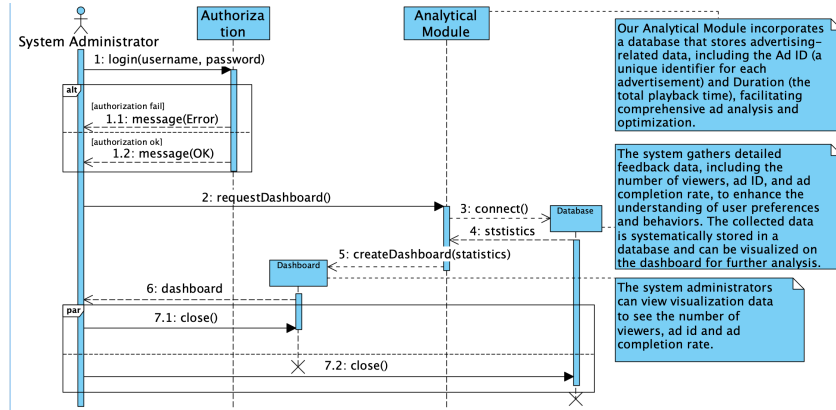 Authoriza
tion
Analytical
Module
System Administrator
Our Analytical Module incorporates
a database that stores advertising-
related data, including the Ad ID (a
unique identifier for each
advertisement) and Duration (the
total playback time), facilitating
comprehensive ad analysis and
optimization.
1: login(username, password)
alt
[authorization fail]
1.1: message(Error)
[authorization ok]
1.2: message(OK)
The system gathers detailed
feedback data, including the
number of viewers, ad ID, and ad
completion rate, to enhance the
understanding of user preferences
and behaviors. The collected data
is systematically stored in a
database and can be visualized on
the dashboard for further analysis.
2: requestDashboard()
3: connect()
Database
4: ststistics
5: createDashboard(statistics)
Dashboard
6: dashboard
The system administrators
can view visualization data
to see the number of
viewers, ad id and ad
completion rate.
par
7.1: close()
7.2: close()